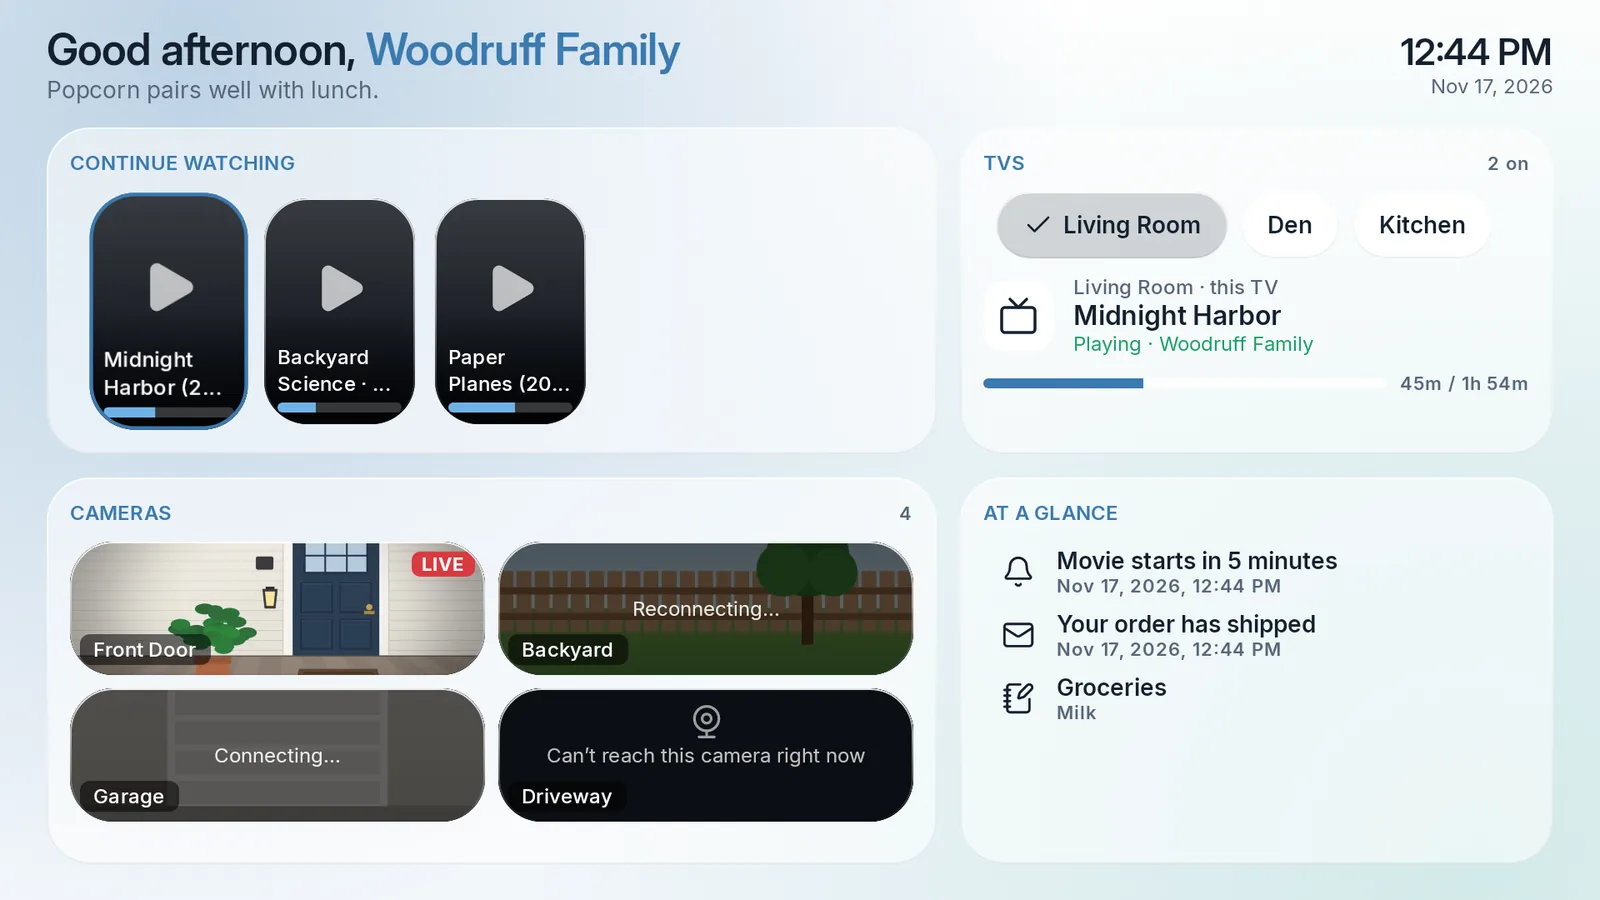 Good afternoon, Woodruff Family
Popcorn pairs well with lunch.
12:44 PM
Nov 17, 2026
CONTINUE WATCHING
Midnight
Harbor (2...
Backyard
Science · ...
Paper
Planes (20...
TVS
2 on
Living Room
Den
Kitchen
Living Room · this TV
Midnight Harbor
Playing · Woodruff Family
45m / 1h 54m
CAMERAS
4
LIVE
Front Door
Reconnecting...
Backyard
Connecting...
Garage
Can’t reach this camera right now
Driveway
AT A GLANCE
Movie starts in 5 minutes
Nov 17, 2026, 12:44 PM
Your order has shipped
Nov 17, 2026, 12:44 PM
Groceries
Milk